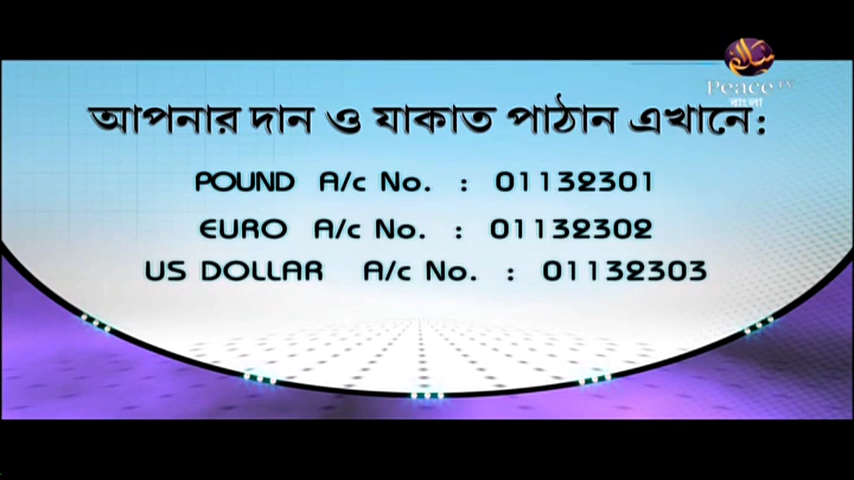 Peace TV
বাংলা
আপনার দান ও যাকাত পাঠান এখানে:
POUND A/c No. : 01132301
EURO A/c No. : 01132302
US DOLLAR A/c No. : 01132303